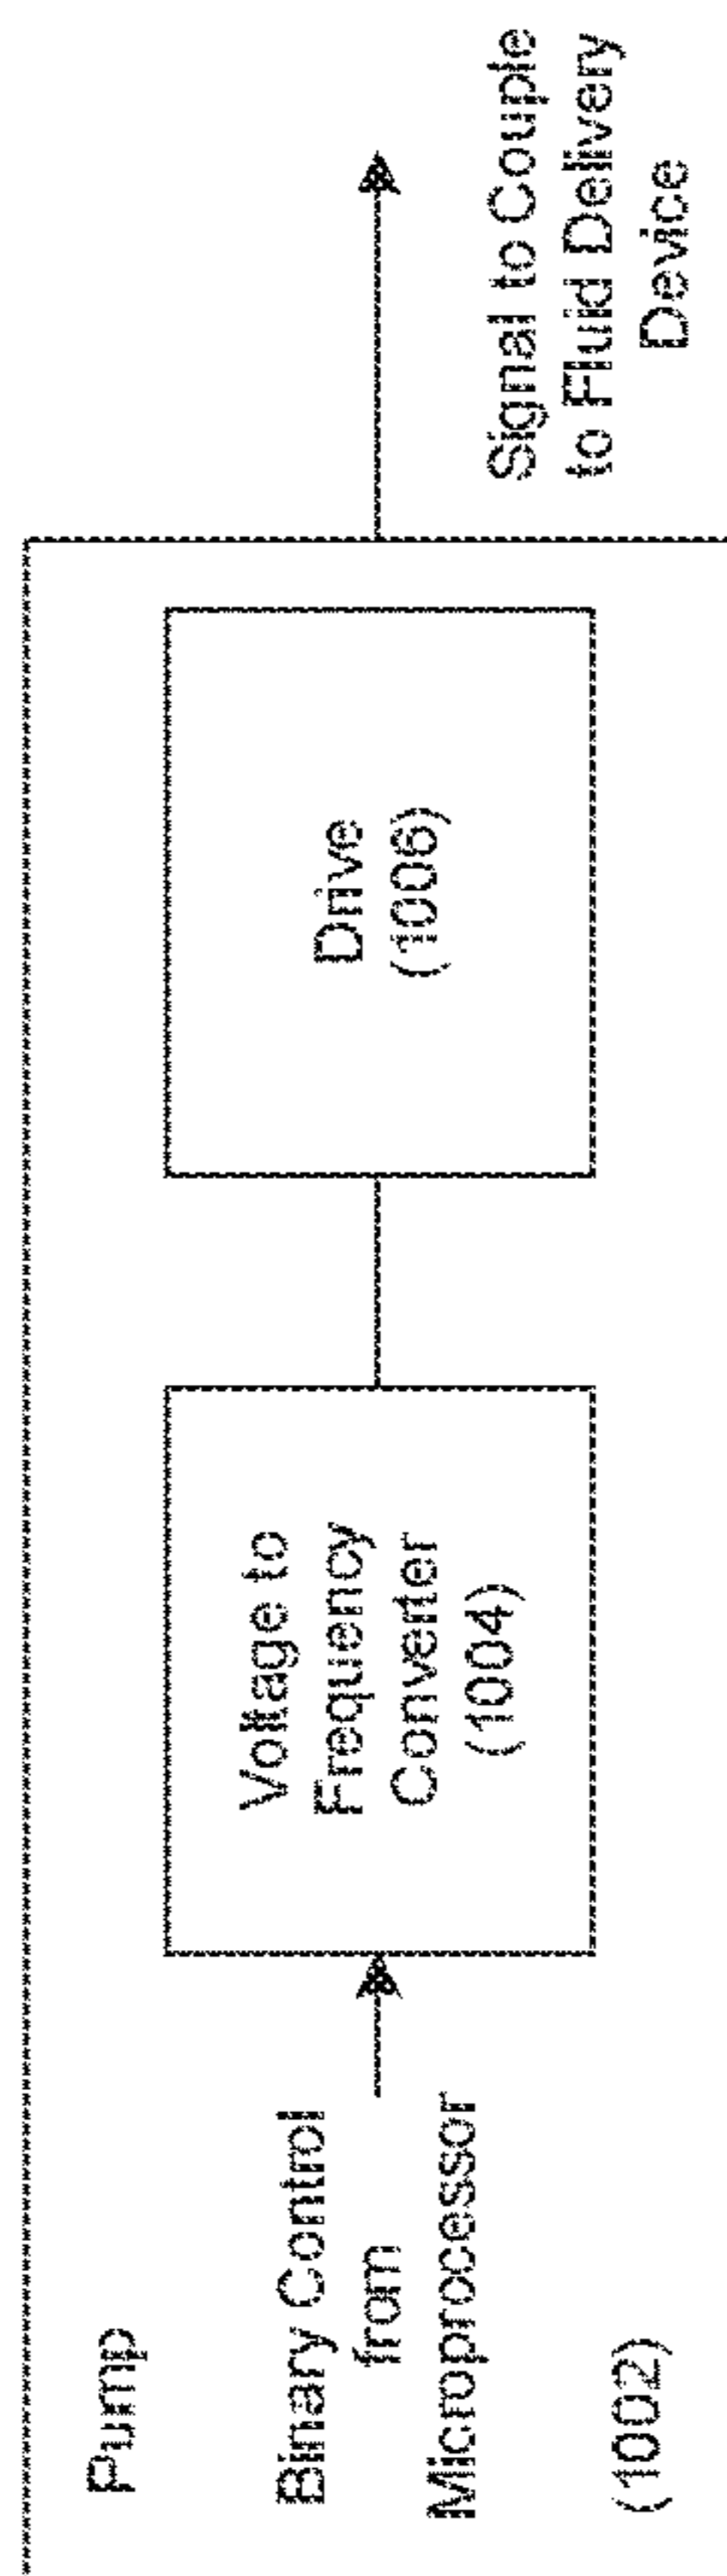 Pump
Binary Control
from
Microprocessor
(1002)
Voltage to
Frequency
Converter
(1004)
Drive
(1006)
Signal to Couple
to Fluid Delivery
Device